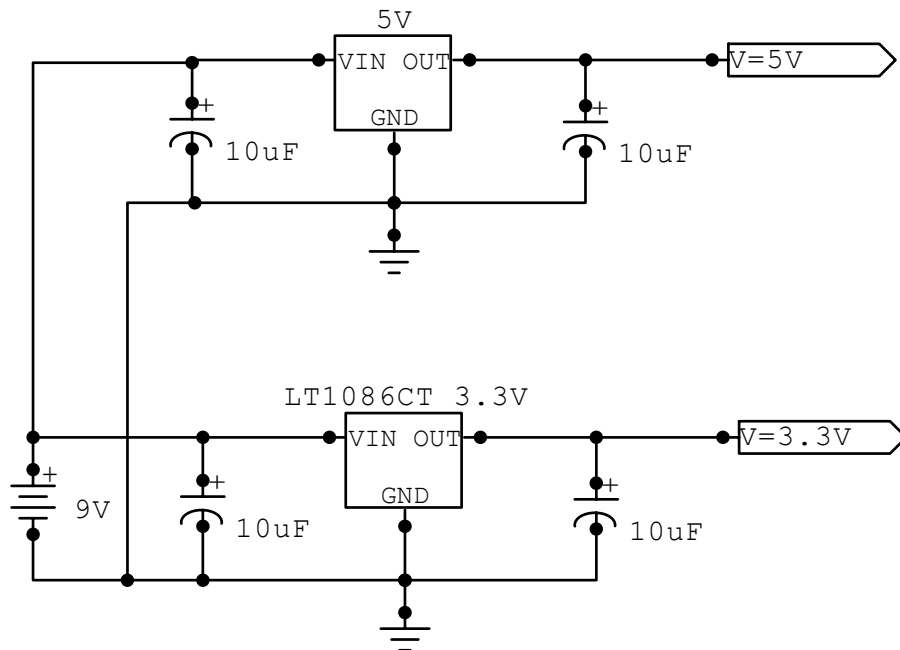 5V
VIN OUT
GND
+
10uF
+
10uF
V=5V
LT1086CT 3.3V
VIN OUT
GND
+
9V
+
10uF
+
10uF
V=3.3V